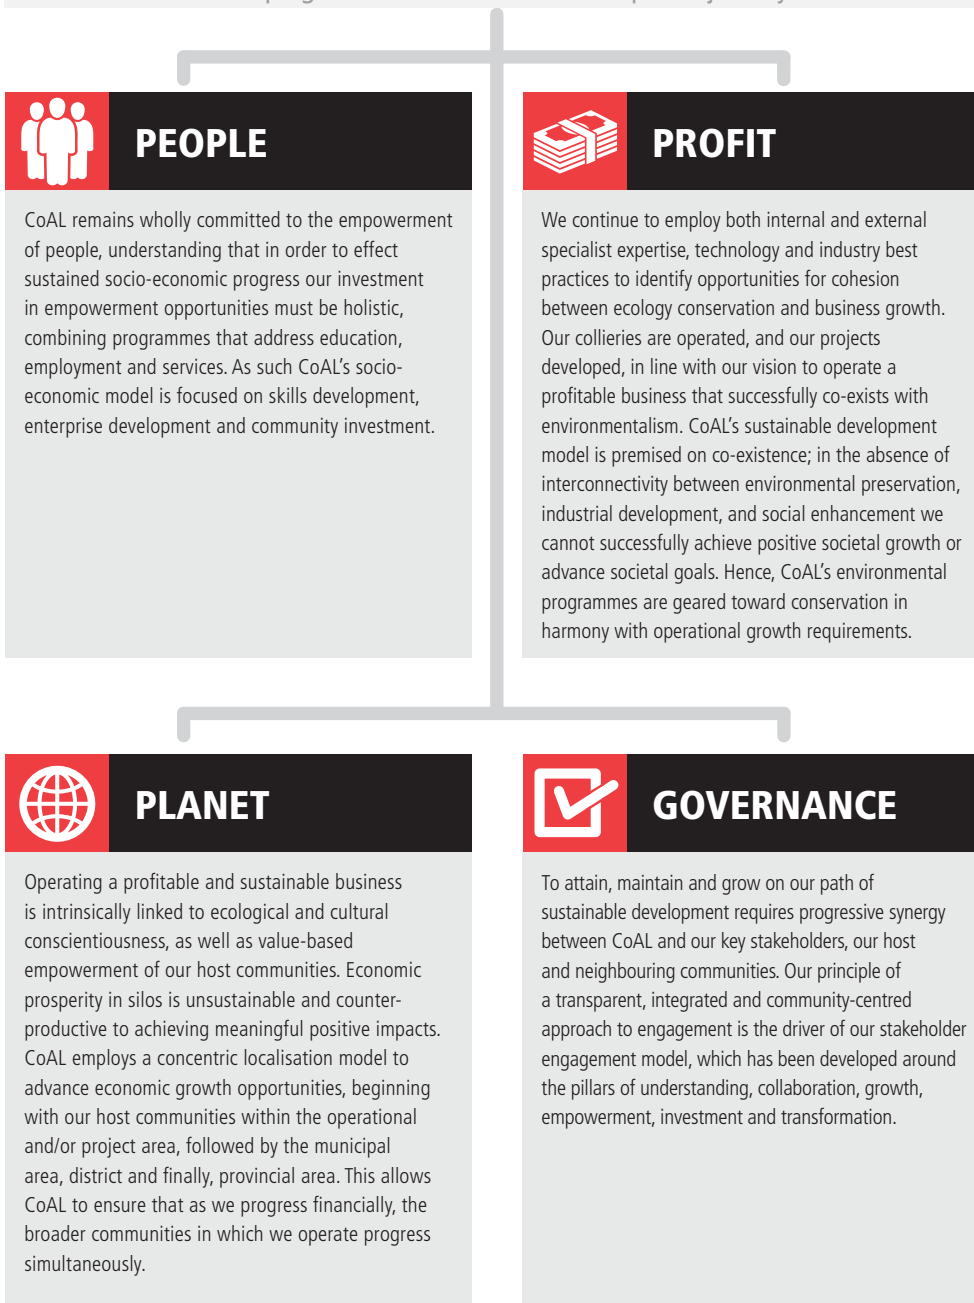 PEOPLE
CoAL remains wholly committed to the empowerment
of people, understanding that in order to effect
sustained socio-economic progress our investment
in empowerment opportunities must be holistic,
combining programmes that address education,
employment and services. As such CoAL’s socio-
economic model is focused on skills development,
enterprise development and community investment.
PROFIT
We continue to employ both internal and external
specialist expertise, technology and industry best
practices to identify opportunities for cohesion
between ecology conservation and business growth.
Our collieries are operated, and our projects
developed, in line with our vision to operate a
profitable business that successfully co-exists with
environmentalism. CoAL’s sustainable development
model is premised on co-existence; in the absence of
interconnectivity between environmental preservation,
industrial development, and social enhancement we
cannot successfully achieve positive societal growth or
advance societal goals. Hence, CoAL’s environmental
programmes are geared toward conservation in
harmony with operational growth requirements.
PLANET
Operating a profitable and sustainable business
is intrinsically linked to ecological and cultural
conscientiousness, as well as value-based
empowerment of our host communities. Economic
prosperity in silos is unsustainable and counter-
productive to achieving meaningful positive impacts.
CoAL employs a concentric localisation model to
advance economic growth opportunities, beginning
with our host communities within the operational
and/or project area, followed by the municipal
area, district and finally, provincial area. This allows
CoAL to ensure that as we progress financially, the
broader communities in which we operate progress
simultaneously.
GOVERNANCE
To attain, maintain and grow on our path of
sustainable development requires progressive synergy
between CoAL and our key stakeholders, our host
and neighbouring communities. Our principle of
a transparent, integrated and community-centred
approach to engagement is the driver of our stakeholder
engagement model, which has been developed around
the pillars of understanding, collaboration, growth,
empowerment, investment and transformation.